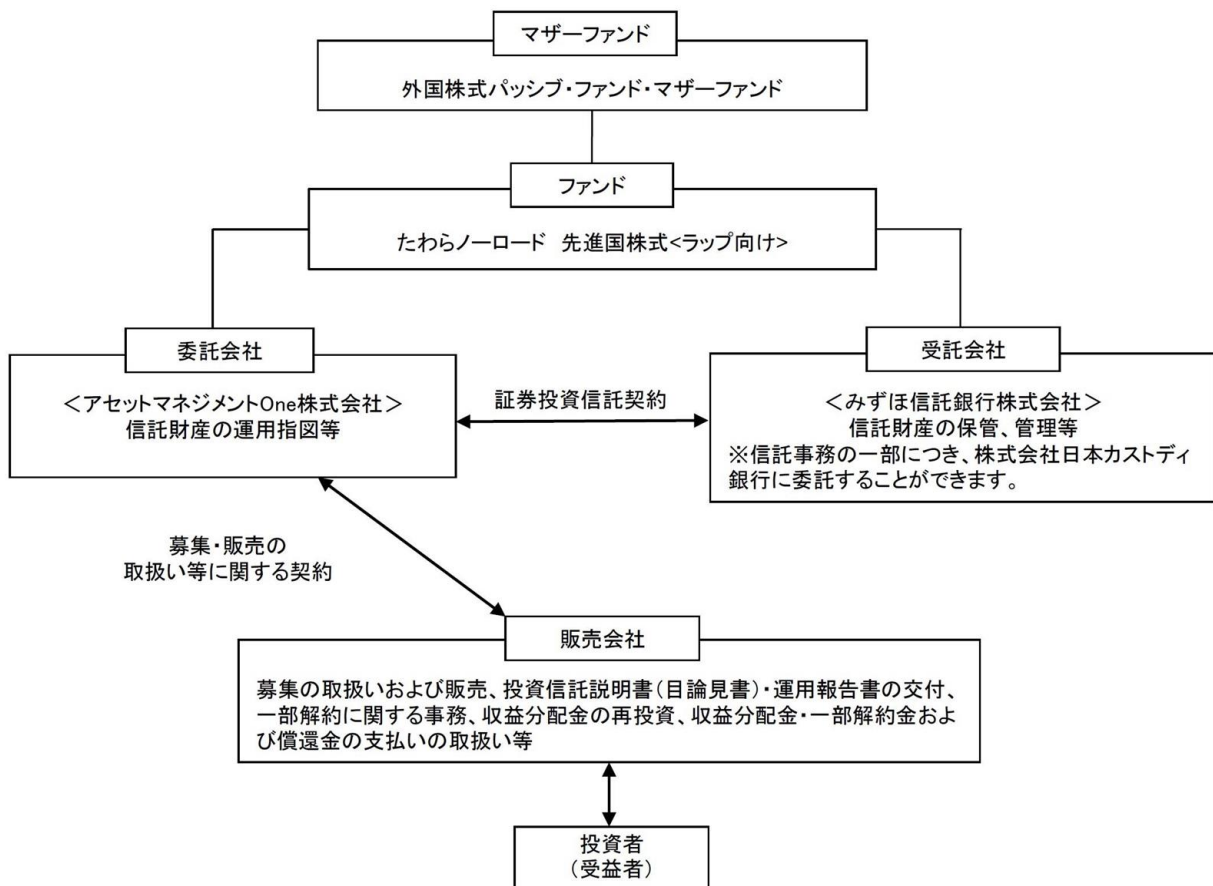 マザーファンド
外国株式パッシブ・ファンド・マザーファンド
ファンド
たわらノーロード　先進国株式<ラップ向け>
委託会社
＜アセットマネジメントOne株式会社＞
信託財産の運用指図等
証券投資信託契約
受託会社
＜みずほ信託銀行株式会社＞
信託財産の保管、管理等
※信託事務の一部につき、株式会社日本カストディ
銀行に委託することができます。
募集・販売の
取扱い等に関する契約
販売会社
募集の取扱いおよび販売、投資信託説明書(目論見書)・運用報告書の交付、
一部解約に関する事務、収益分配金の再投資、収益分配金・一部解約金およ
び償還金の支払いの取扱い等
投資者
(受益者)